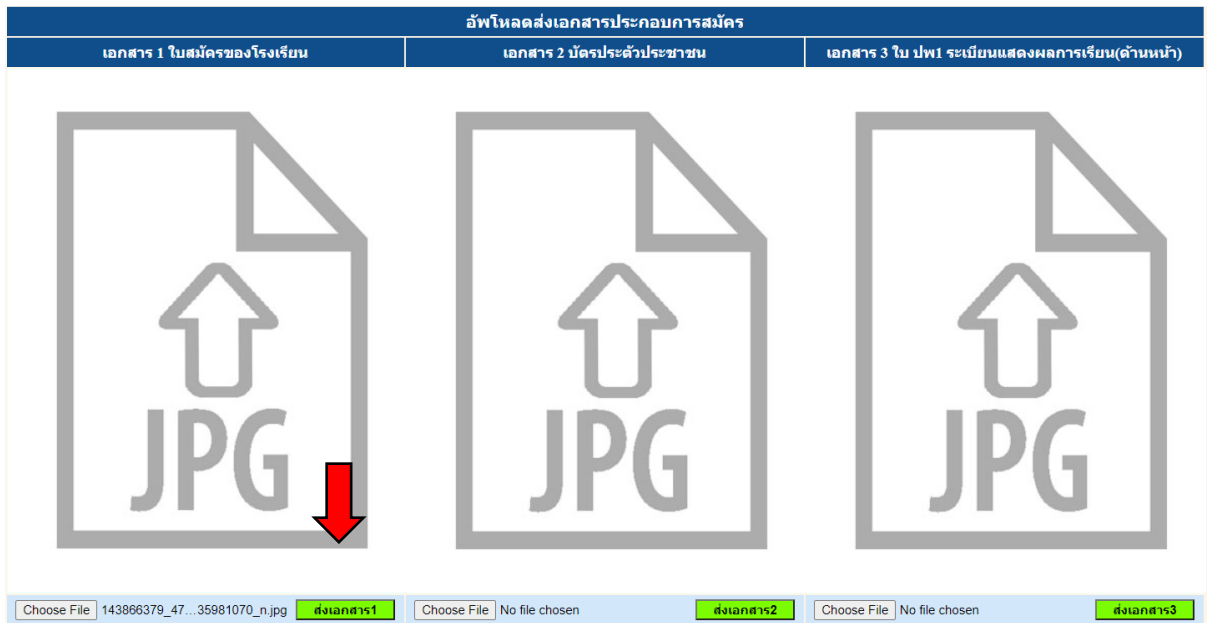 อัพโหลดส่งเอกสารประกอบการสมัคร
เอกสาร 1 ใบสมัครของโรงเรียน
เอกสาร 2 บัตรประตัวประชาชน
เอกสาร 3 ใบ ปพ1 ระเบียนแสดงผลการเรียน(ด้านหน้า)
JPG
JPG
JPG
Choose File 143866379_47...35981070_n.jpg ส่งเอกสาร1
Choose File No file chosen ส่งเอกสาร2
Choose File No file chosen ส่งเอกสาร3